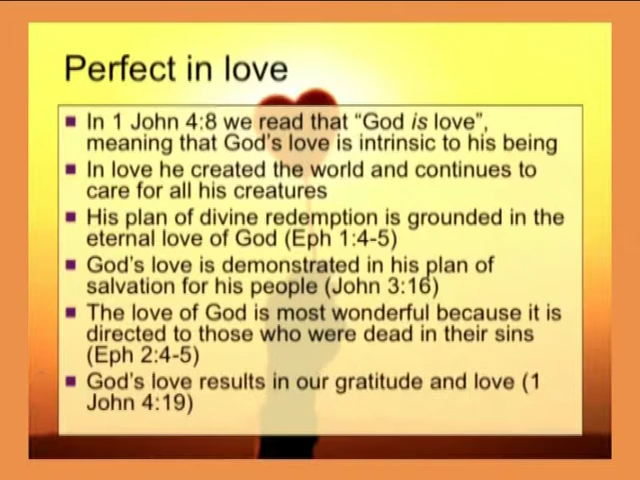 Perfect in love
In 1 John 4:8 we read that “God is love”,
meaning that God’s love is intrinsic to his being
In love he created the world and continues to
care for all his creatures
His plan of divine redemption is grounded in the
eternal love of God (Eph 1:4-5)
God’s love is demonstrated in his plan of
salvation for his people (John 3:16)
The love of God is most wonderful because it is
directed to those who were dead in their sins
(Eph 2:4-5)
God’s love results in our gratitude and love (1
John 4:19)